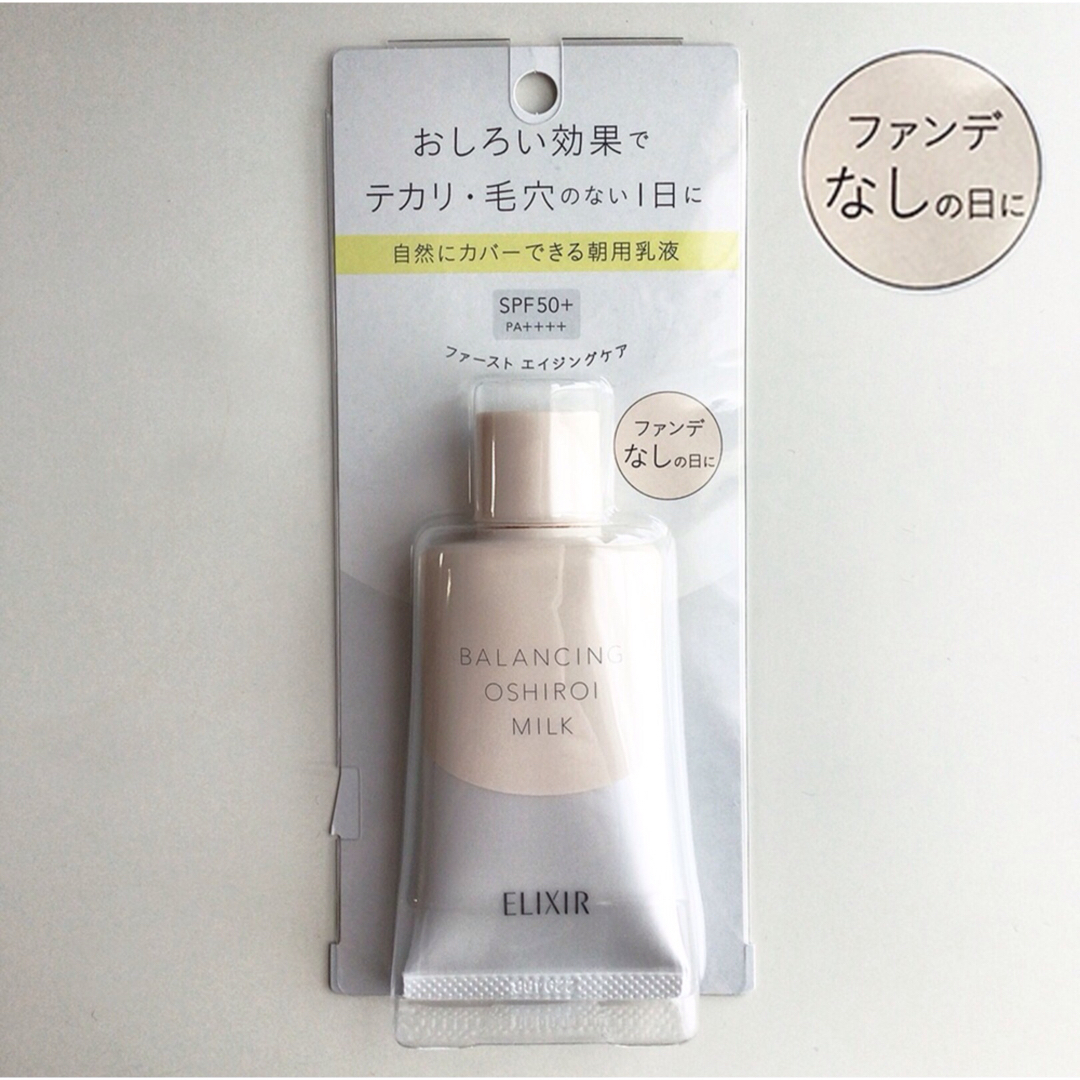 おしろい効果で
テカリ・毛穴のない1日に
自然にカバーできる朝用乳液
SPF50+
PA++++
ファースト エイジングケア
ファンデ
なしの日に
BALANCING
OSHIROI
MILK
ELIXIR
ファンデ
なしの日に